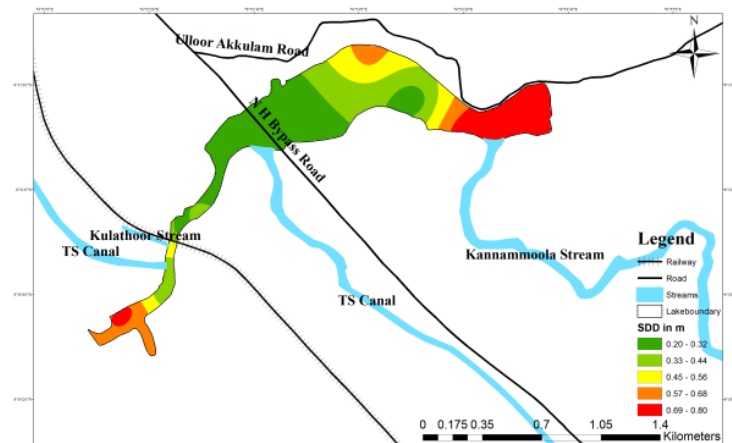 N
Ulloor Akkulam Road
N H Bypass Road
Kulathoor Stream
TS Canal
Kannammoola Stream
TS Canal
Legend
Railway
Road
Streams
Lakeboundary
SDD in m
0.20 - 0.32
0.33 - 0.44
0.45 - 0.56
0.57 - 0.68
0.69 - 0.80
0 0.175 0.35 0.7 1.05 1.4
Kilometers